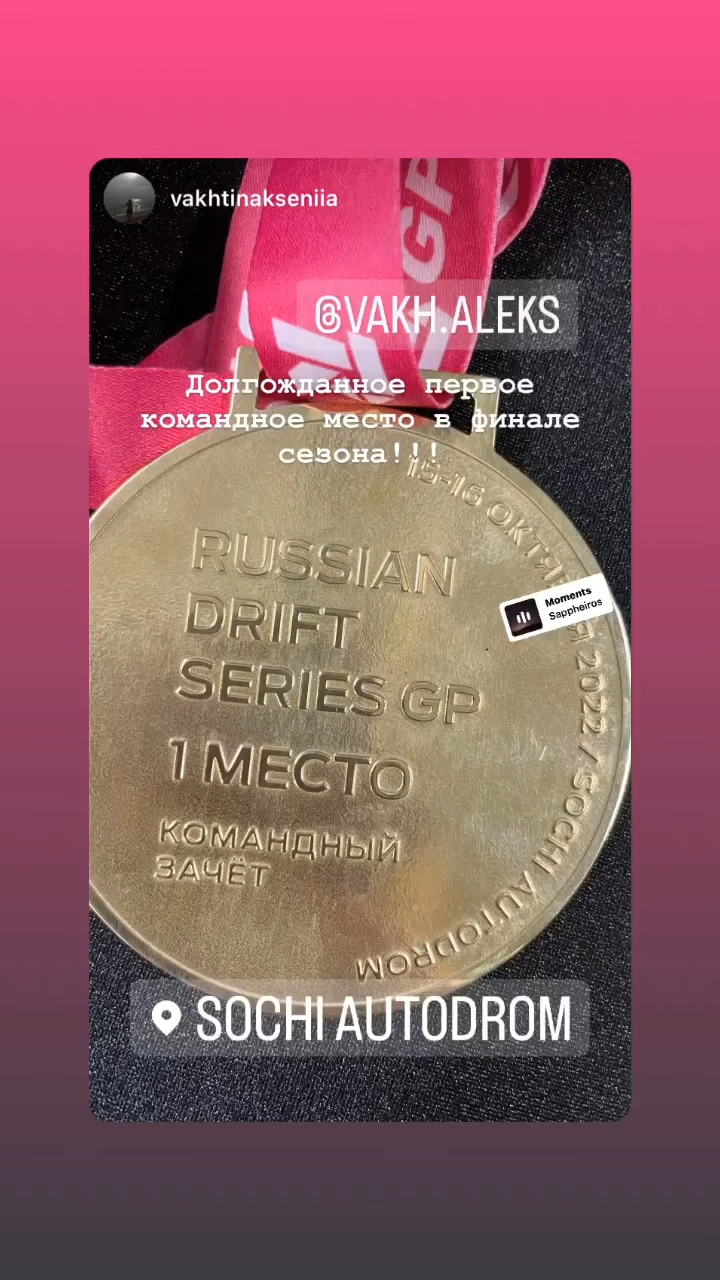 vakhtinakseniia
GP
@VAKH.ALEKS
Долгожданное первое
командное место в финале
сезона!!!
15-16 ОКТЯБРЯ 2022 / SOCHI AUTODROM
Moments
Sappheiros
RUSSIAN
DRIFT
SERIES GP
1 МЕСТО
КОМАНДНЫЙ
ЗАЧЁТ
SOCHI AUTODROM